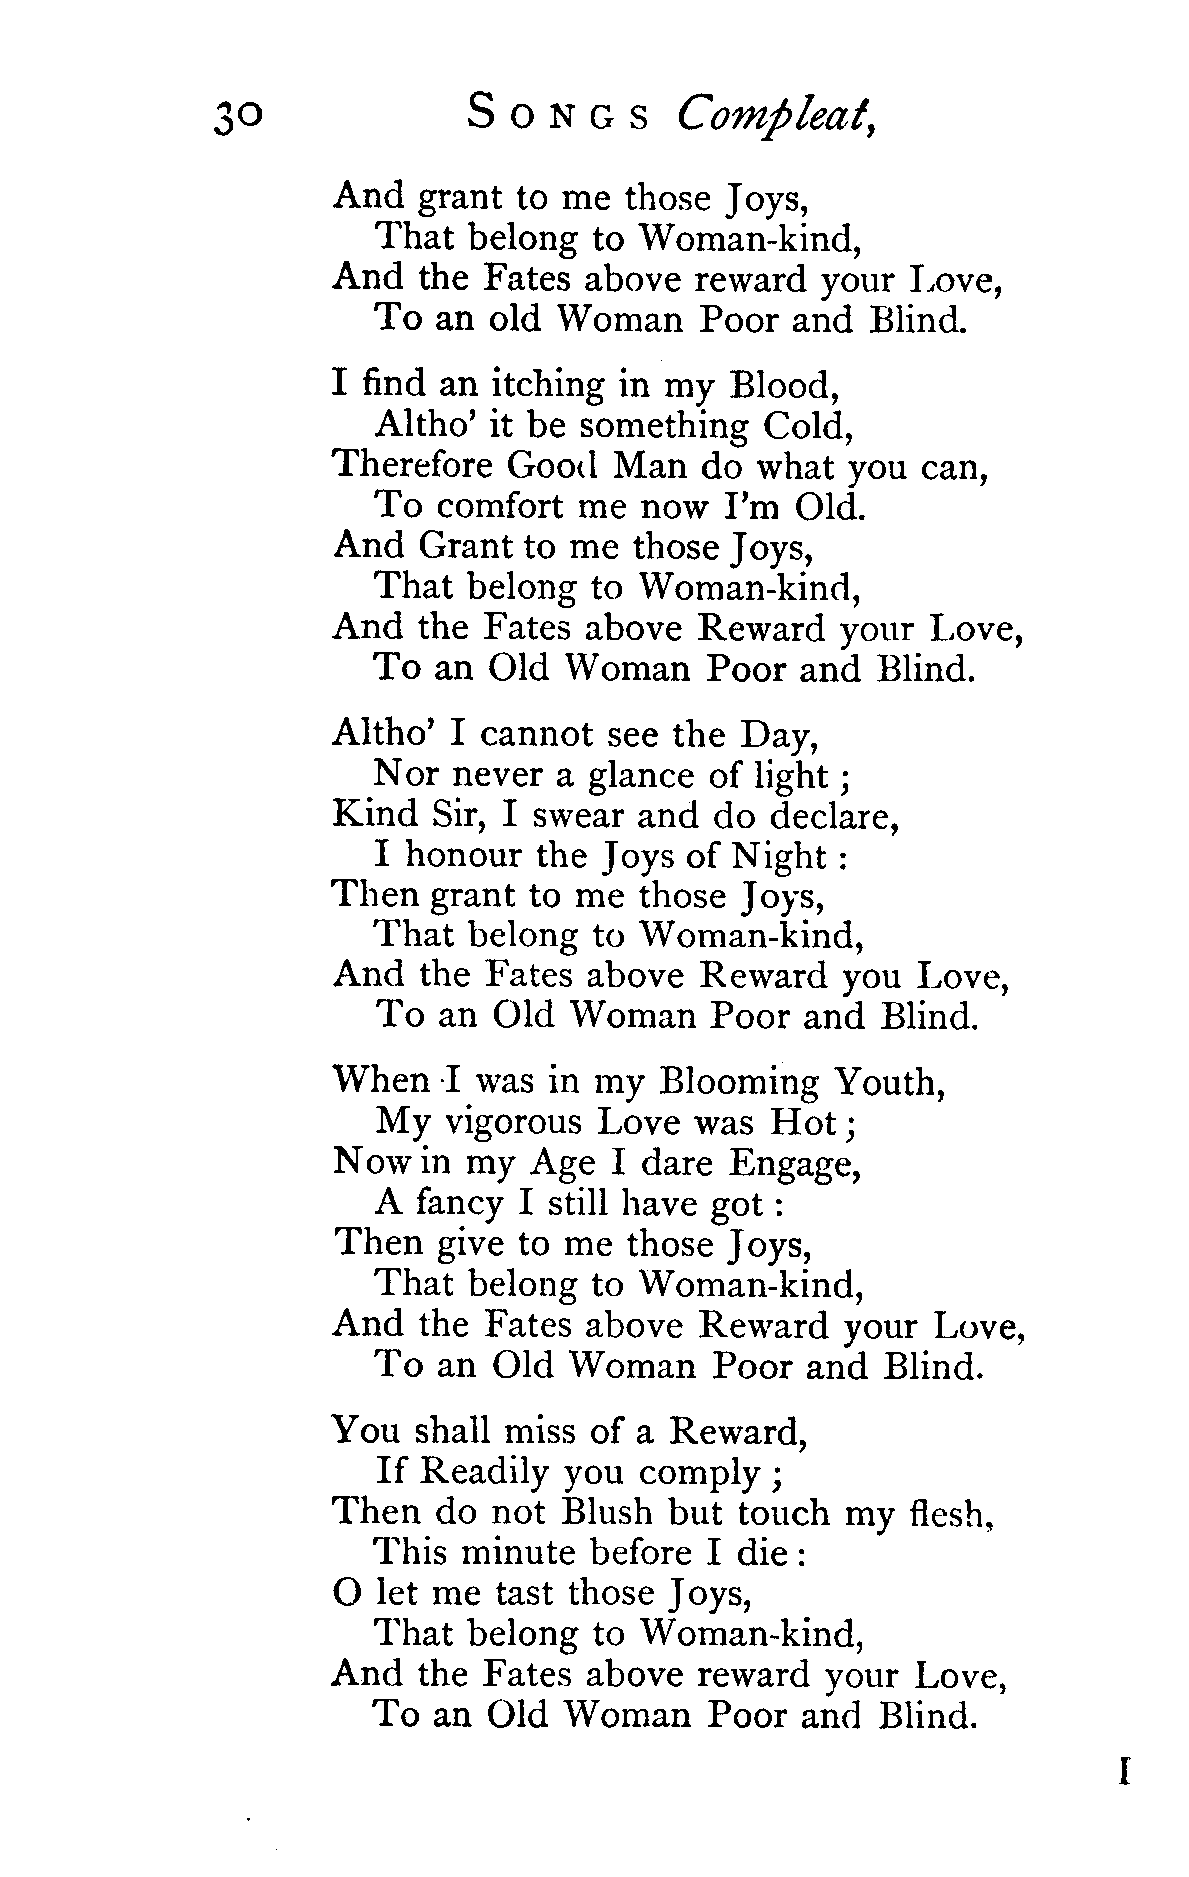 30 SONGS Compleat,
And grant to me those Joys,
That belong to Woman-kind,
And the Fates above reward your Love,
To an old Woman Poor and Blind.
I find an itching in my Blood,
Altho' it be something Cold,
Therefore Good Man do what you can,
To comfort me now I'm Old.
And Grant to me those Joys,
That belong to Woman-kind,
And the Fates above Reward your Love,
To an Old Woman Poor and Blind.
Altho' I cannot see the Day,
Nor never a glance of light ;
Kind Sir, I swear and do declare,
I honour the Joys of Night :
Then grant to me those Joys,
That belong to Woman-kind,
And the Fates above Reward you Love,
To an Old Woman Poor and Blind.
When I was in my Blooming Youth,
My vigorous Love was Hot ;
Now in my Age I dare Engage,
A fancy I still have got :
Then give to me those Joys,
That belong to Woman-kind,
And the Fates above Reward your Love,
To an Old Woman Poor and Blind.
You shall miss of a Reward,
If Readily you comply ;
Then do not Blush but touch my flesh,
This minute before I die :
O let me tast those Joys,
That belong to Woman-kind,
And the Fates above reward your Love,
To an Old Woman Poor and Blind.
I